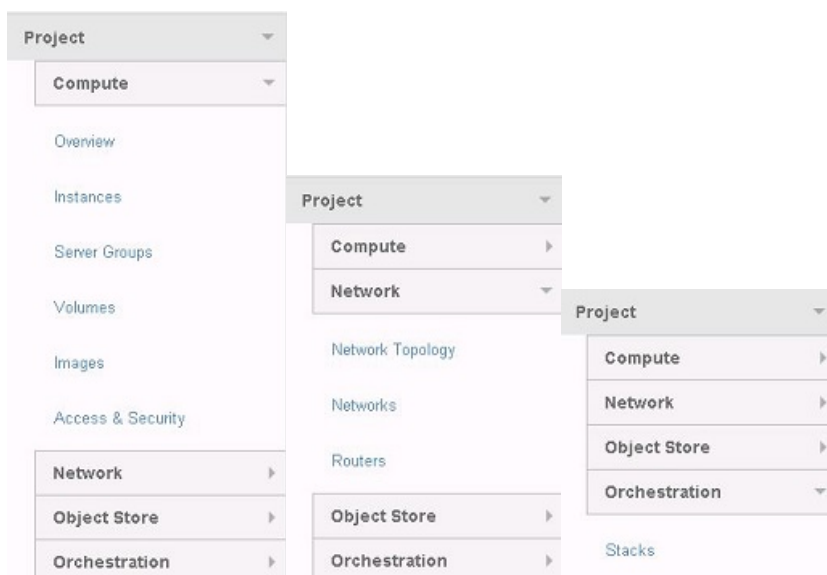 Project
Compute
Overview
Instances
Server Groups
Volumes
Images
Access & Security
Network
Object Store
Orchestration
Project
Compute
Network
Network Topology
Networks
Routers
Object Store
Orchestration
Project
Compute
Network
Object Store
Orchestration
Stacks